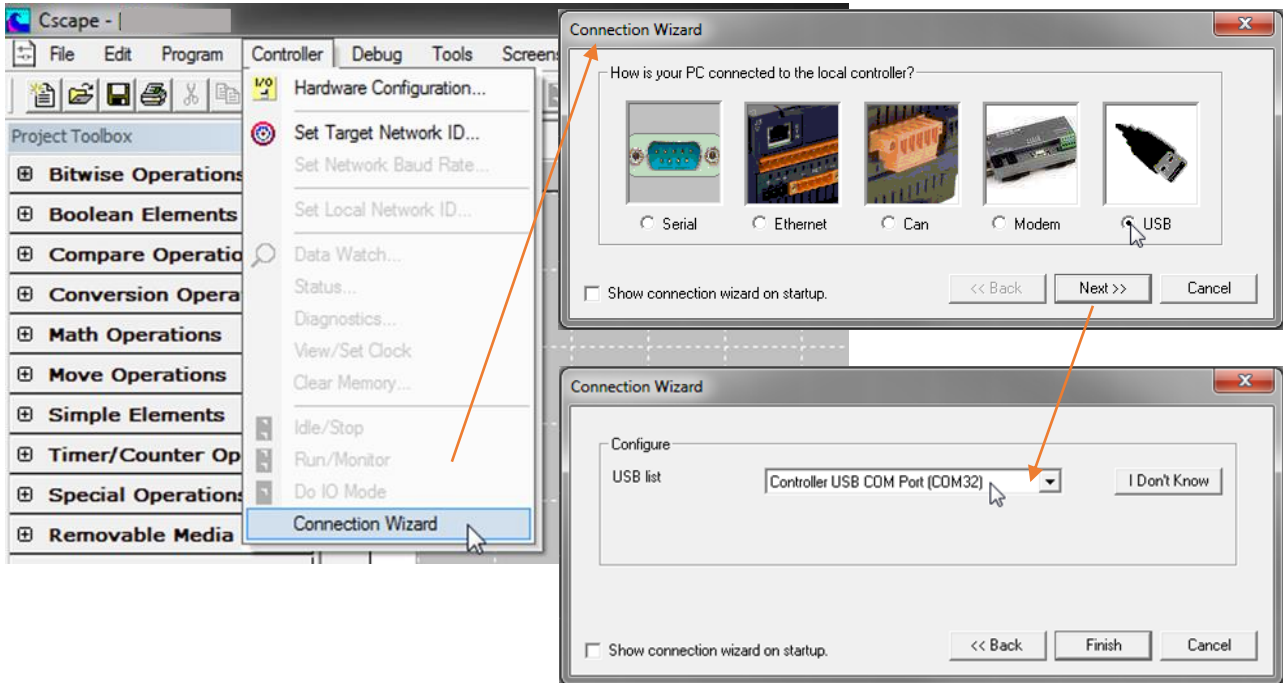 Cscape - [
File Edit Program Controller Debug Tools Screens
Project Toolbox
Bitwise Operations
Boolean Elements
Compare Operatio
Conversion Opera
Math Operations
Move Operations
Simple Elements
Timer/Counter Op
Special Operations
Removable Media
I/O
Hardware Configuration...
Set Target Network ID...
Set Network Baud Rate...
Set Local Network ID...
Data Watch...
Status...
Diagnostics...
View/Set Clock
Clear Memory...
Idle/Stop
Run/Monitor
Do IO Mode
Connection Wizard
Connection Wizard
How is your PC connected to the local controller?
Serial Ethernet Can Modem USB
Show connection wizard on startup.
<< Back Next >> Cancel
Connection Wizard
Configure
USB list Controller USB COM Port (COM32) I Don't Know
Show connection wizard on startup.
<< Back Finish Cancel